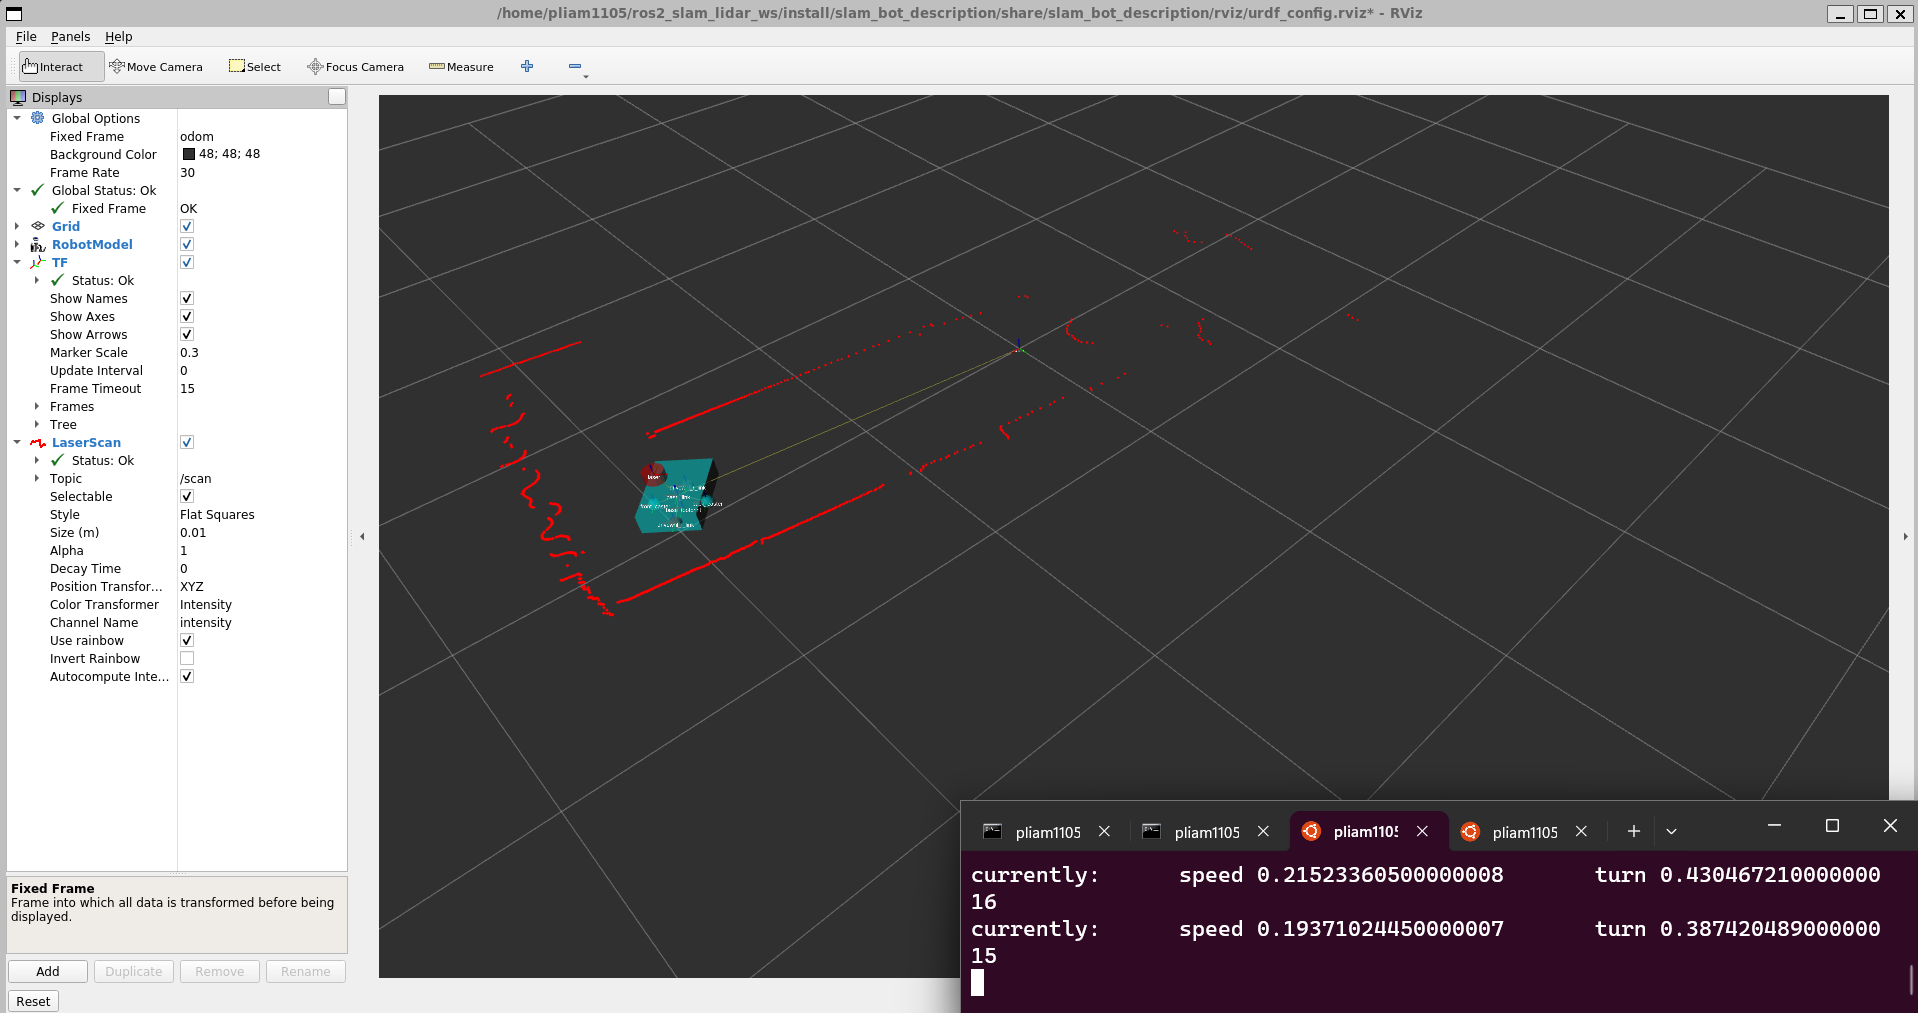 /home/pliam1105/ros2_slam_lidar_ws/install/slam_bot_description/share/slam_bot_description/rviz/urdf_config.rviz* - RViz
File Panels Help
Interact Move Camera Select Focus Camera Measure
Displays
Global Options
Fixed Frame odom
Background Color 48; 48; 48
Frame Rate 30
Global Status: Ok
Fixed Frame OK
Grid
RobotModel
TF
Status: Ok
Show Names
Show Axes
Show Arrows
Marker Scale 0.3
Update Interval 0
Frame Timeout 15
Frames
Tree
LaserScan
Status: Ok
Topic /scan
Selectable
Style Flat Squares
Size (m) 0.01
Alpha 1
Decay Time 0
Position Transfor... XYZ
Color Transformer Intensity
Channel Name intensity
Use rainbow
Invert Rainbow
Autocompute Inte...
Fixed Frame
Frame into which all data is transformed before being
displayed.
Add Duplicate Remove Rename
Reset
laser
pliam1105 pliam1105 pliam1105 pliam1105
currently: speed 0.21523360500000008 turn 0.430467210000000
16
currently: speed 0.19371024450000007 turn 0.387420489000000
15